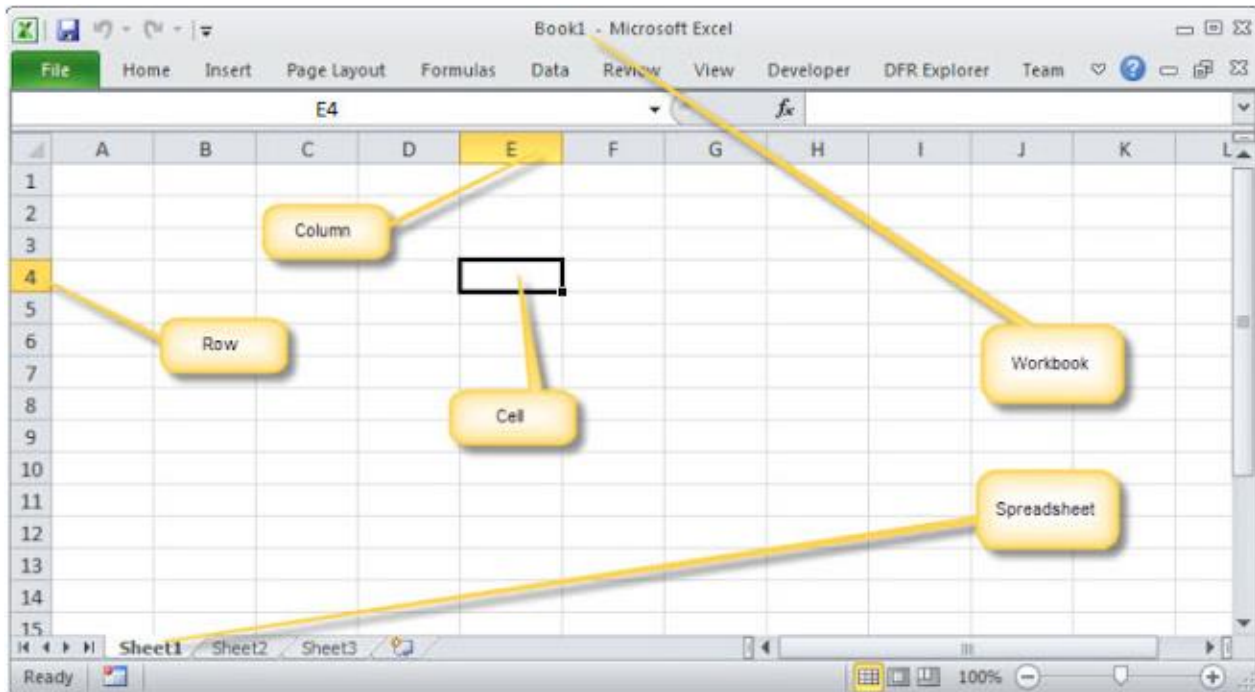 Book1 - Microsoft Excel
File Home Insert Page Layout Formulas Data Review View Developer DFR Explorer Team
E4 fx
A B C D E F G H I J K L
1
2
Column
3
4
5
6 Row
7 Workbook
8 Cell
9
10
11 Spreadsheet
12
13
14
15
Sheet1 Sheet2 Sheet3
Ready 100%